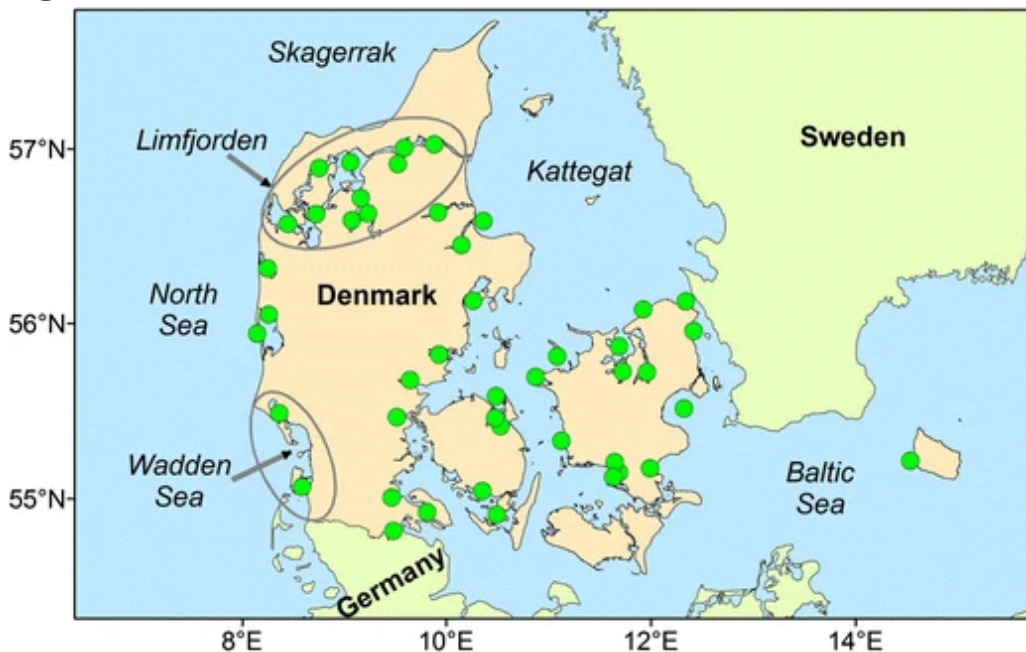 Skagerrak
57°N
Limfjorden
Sweden
Kattegat
North
Sea
Denmark
56°N
Wadden
Sea
Baltic
Sea
55°N
Germany
8°E
10°E
12°E
14°E